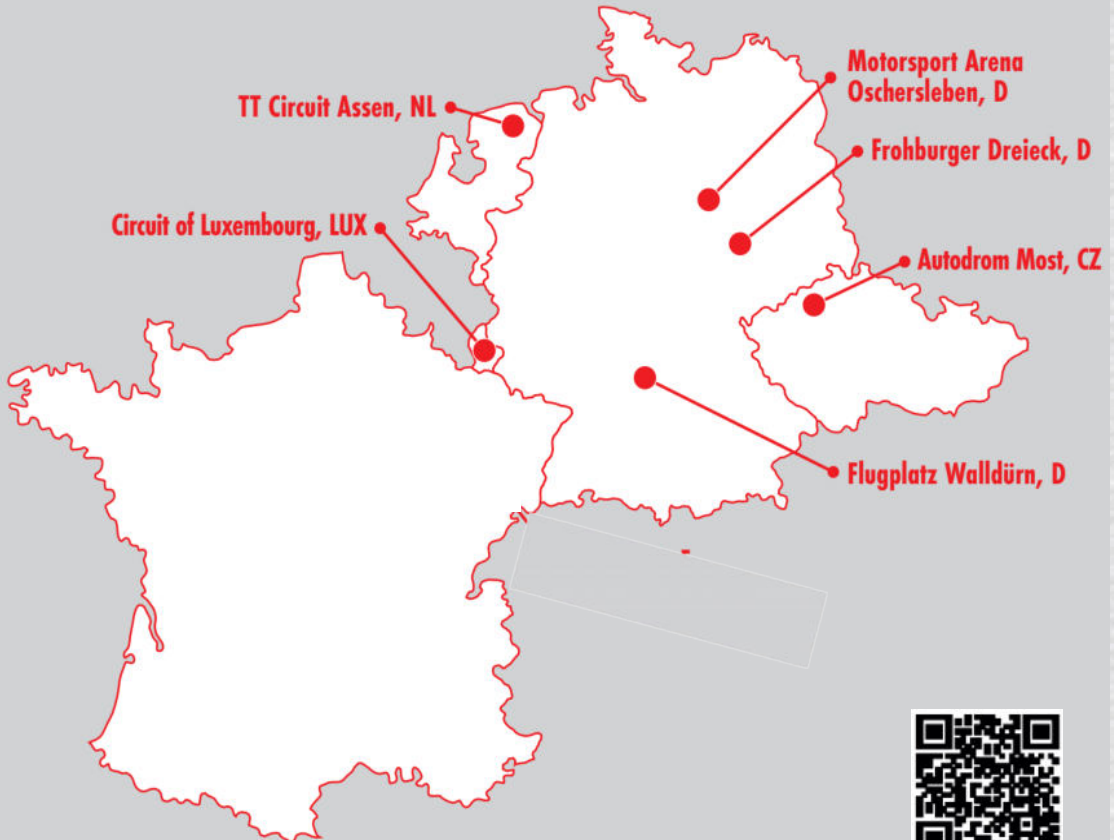 Motorsport Arena
Oschersleben, D
TT Circuit Assen, NL
Frohburger Dreieck, D
Circuit of Luxembourg, LUX
Autodrom Most, CZ
Flugplatz Walldürn, D